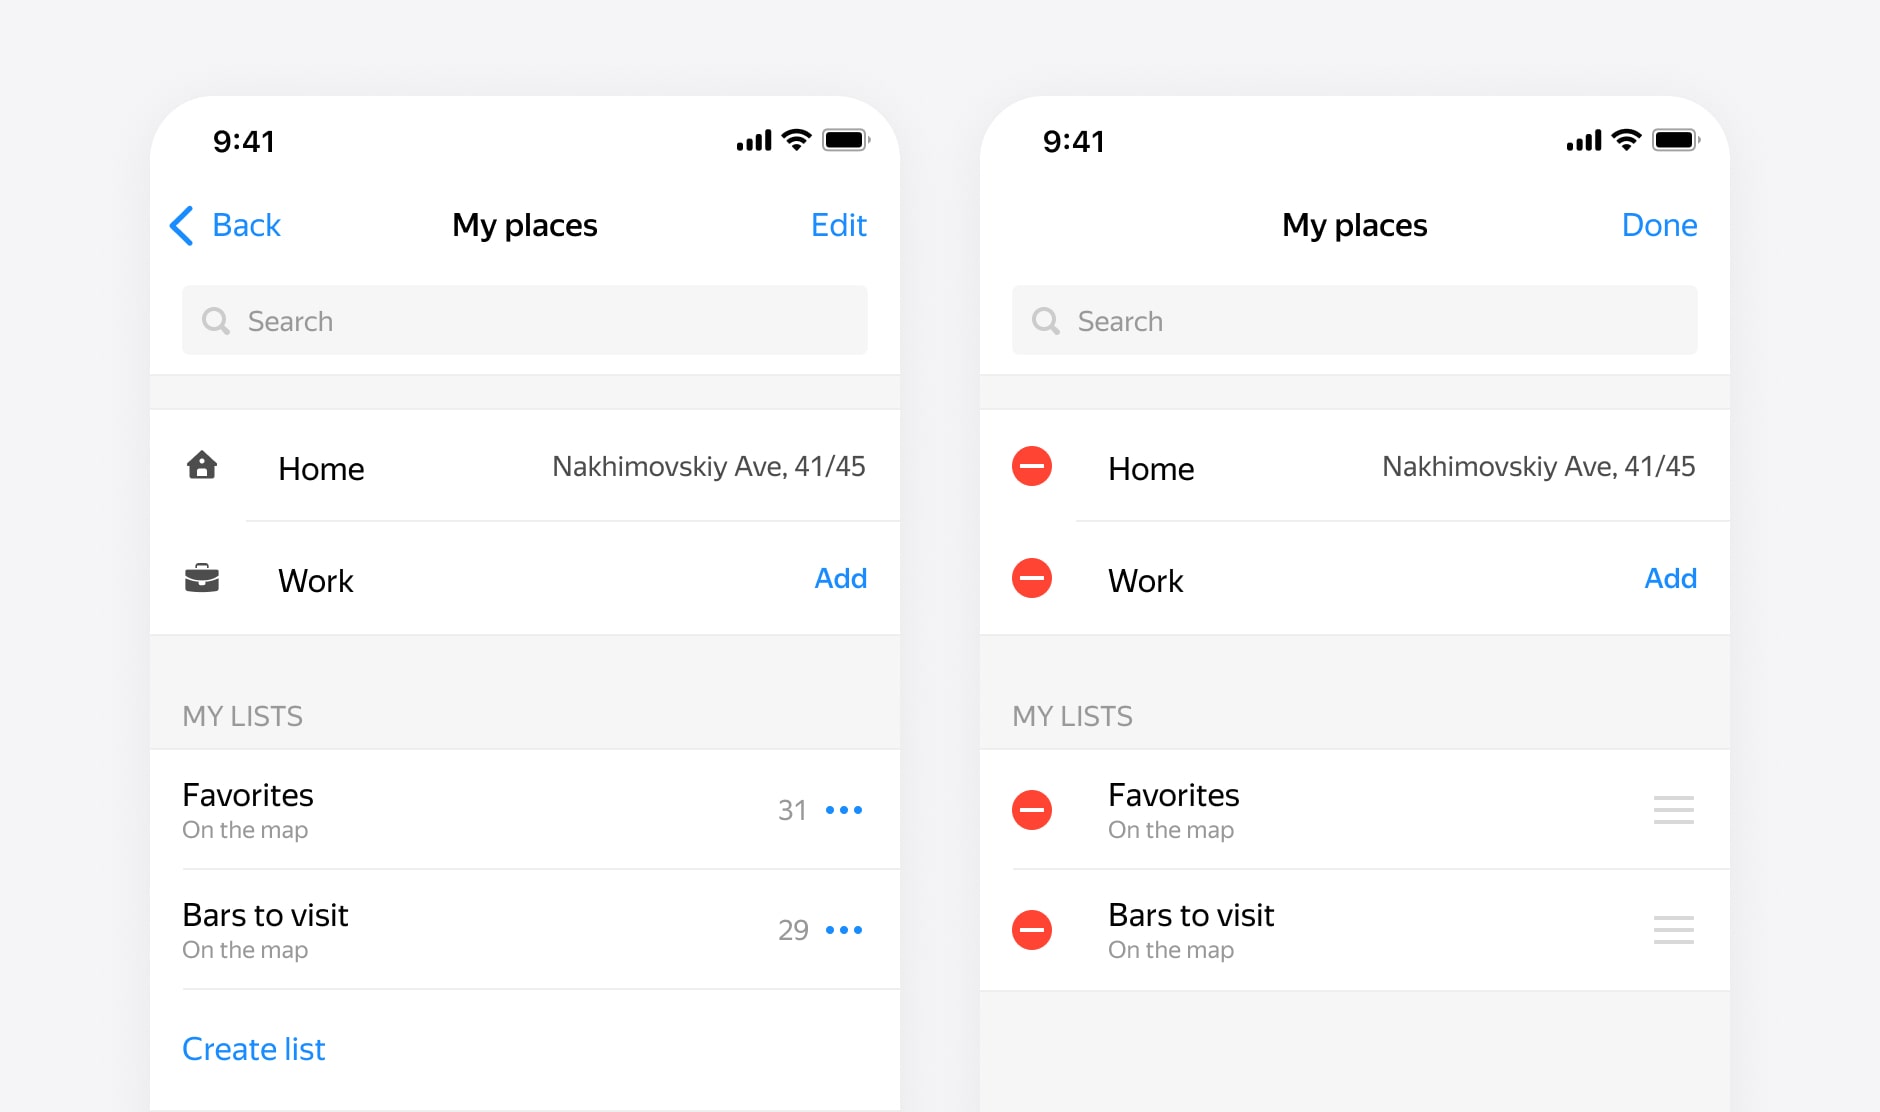 9:41
Back My places Edit
Search
Home Nakhimovskiy Ave, 41/45
Work Add
MY LISTS
Favorites 31
On the map
Bars to visit 29
On the map
Create list
9:41
My places Done
Search
Home Nakhimovskiy Ave, 41/45
Work Add
MY LISTS
Favorites
On the map
Bars to visit
On the map